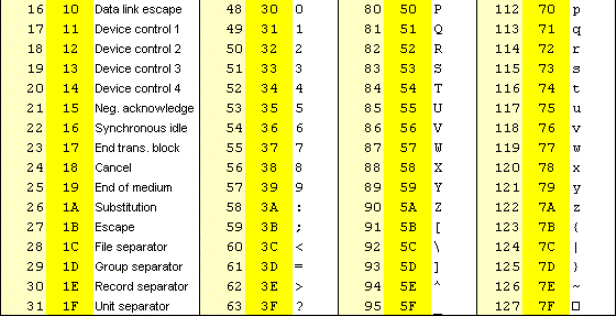 16 10 Data link escape 48 30 0 80 50 P 112 70 p
17 11 Device control 1 49 31 1 81 51 Q 113 71 q
18 12 Device control 2 50 32 2 82 52 R 114 72 r
19 13 Device control 3 51 33 3 83 53 S 115 73 s
20 14 Device control 4 52 34 4 84 54 T 116 74 t
21 15 Neg. acknowledge 53 35 5 85 55 U 117 75 u
22 16 Synchronous idle 54 36 6 86 56 V 118 76 v
23 17 End trans. block 55 37 7 87 57 W 119 77 w
24 18 Cancel 56 38 8 88 58 X 120 78 x
25 19 End of medium 57 39 9 89 59 Y 121 79 y
26 1A Substitution 58 3A : 90 5A Z 122 7A z
27 1B Escape 59 3B ; 91 5B [ 123 7B {
28 1C File separator 60 3C < 92 5C \ 124 7C |
29 1D Group separator 61 3D = 93 5D ] 125 7D }
30 1E Record separator 62 3E > 94 5E ^ 126 7E ~
31 1F Unit separator 63 3F ? 95 5F _ 127 7F □